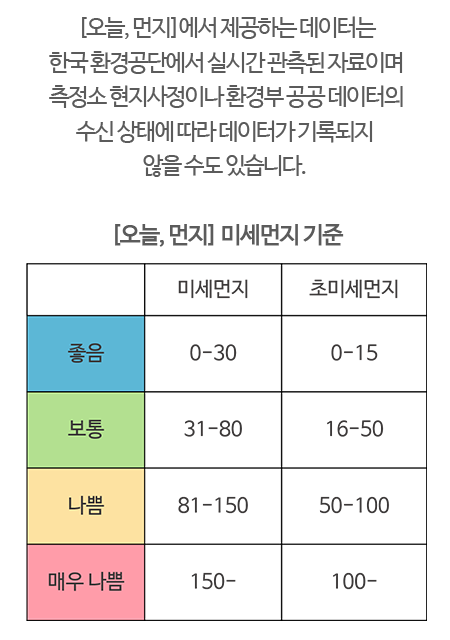 [오늘, 먼지]에서 제공하는 데이터는
한국 환경공단에서 실시간 관측된 자료이며
측정소 현지사정이나 환경부 공공 데이터의
수신 상태에 따라 데이터가 기록되지
않을 수도 있습니다.
[오늘, 먼지] 미세먼지 기준
미세먼지 초미세먼지
좋음 0-30 0-15
보통 31-80 16-50
나쁨 81-150 50-100
매우 나쁨 150- 100-